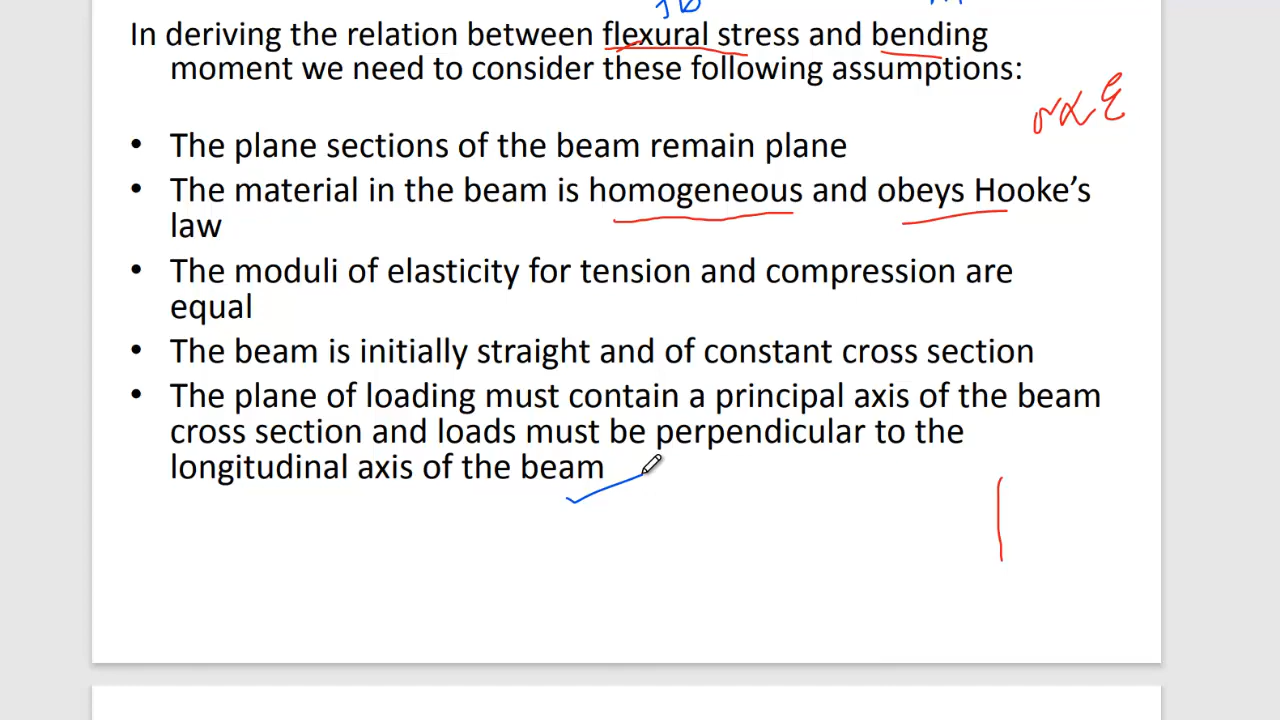 In deriving the relation between flexural stress and bending
moment we need to consider these following assumptions:
σ∝ε
• The plane sections of the beam remain plane
• The material in the beam is homogeneous and obeys Hooke’s
law
• The moduli of elasticity for tension and compression are
equal
• The beam is initially straight and of constant cross section
• The plane of loading must contain a principal axis of the beam
cross section and loads must be perpendicular to the
longitudinal axis of the beam